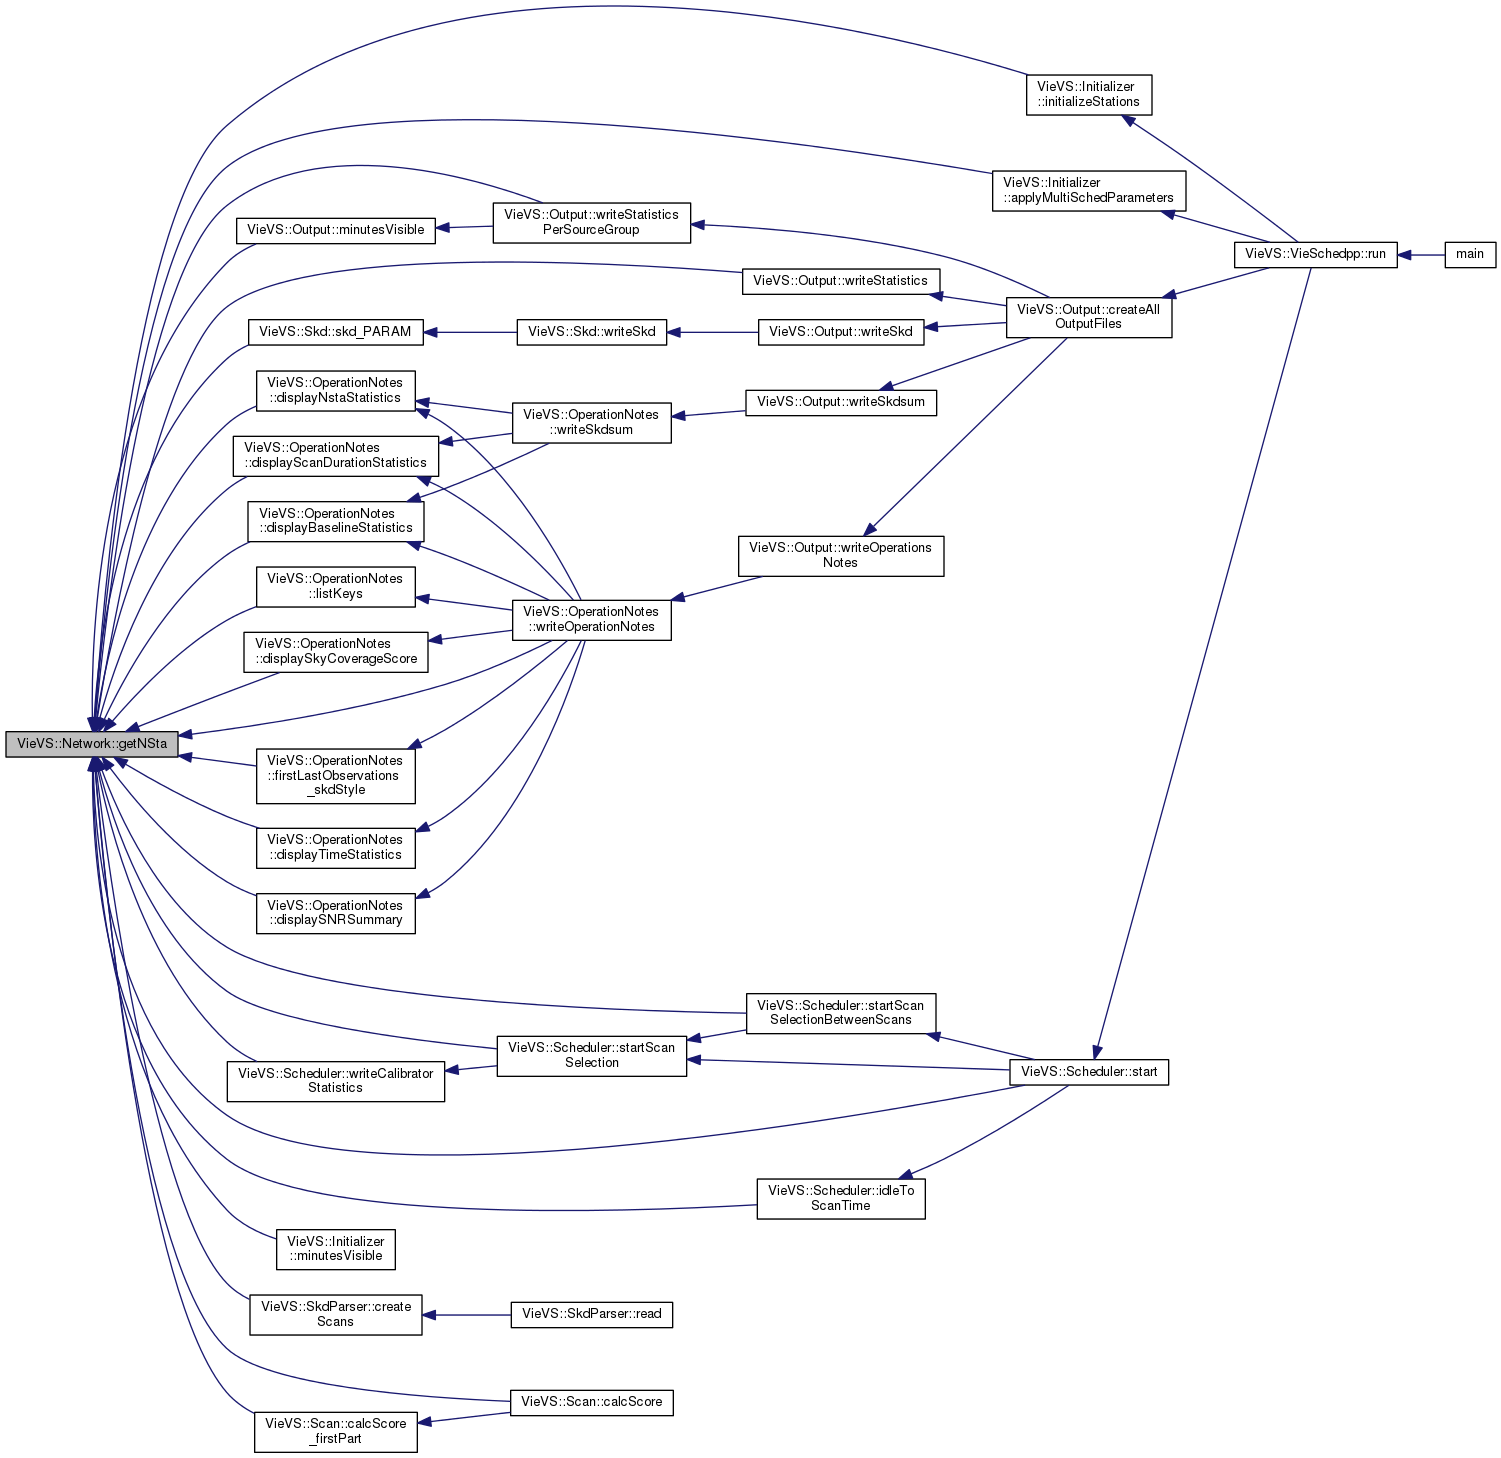 VieVS::Initializer
::initializeStations
VieVS::Initializer
::applyMultiSchedParameters
VieVS::Output::writeStatistics
PerSourceGroup
VieVS::Output::minutesVisible
VieVS::VieSchedpp::run
main
VieVS::Output::writeStatistics
VieVS::Output::createAll
OutputFiles
VieVS::Skd::skd_PARAM
VieVS::Skd::writeSkd
VieVS::Output::writeSkd
VieVS::OperationNotes
::displayNstaStatistics
VieVS::Output::writeSkdsum
VieVS::OperationNotes
::writeSkdsum
VieVS::OperationNotes
::displayScanDurationStatistics
VieVS::OperationNotes
::displayBaselineStatistics
VieVS::Output::writeOperations
Notes
VieVS::OperationNotes
::listKeys
VieVS::OperationNotes
::writeOperationNotes
VieVS::OperationNotes
::displaySkyCoverageScore
VieVS::Network::getNSta
VieVS::OperationNotes
::firstLastObservations
_skdStyle
VieVS::OperationNotes
::displayTimeStatistics
VieVS::OperationNotes
::displaySNRSummary
VieVS::Scheduler::startScan
SelectionBetweenScans
VieVS::Scheduler::startScan
Selection
VieVS::Scheduler::writeCalibrator
Statistics
VieVS::Scheduler::start
VieVS::Scheduler::idleTo
ScanTime
VieVS::Initializer
::minutesVisible
VieVS::SkdParser::create
Scans
VieVS::SkdParser::read
VieVS::Scan::calcScore
VieVS::Scan::calcScore
_firstPart